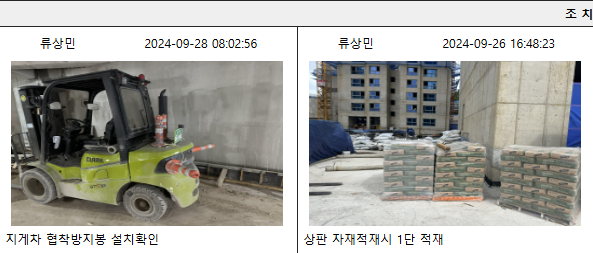 조 치
류상민 2024-09-28 08:02:56
류상민 2024-09-26 16:48:23
CLARK
지게차 협착방지봉 설치확인
상판 자재적재시 1단 적재